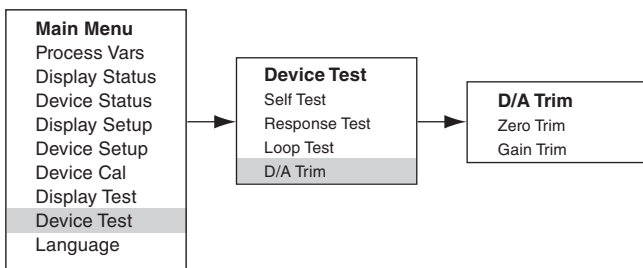 Main Menu
Process Vars
Display Status
Device Status
Display Setup
Device Setup
Device Cal
Display Test
Device Test
Language
Device Test
Self Test
Response Test
Loop Test
D/A Trim
D/A Trim
Zero Trim
Gain Trim